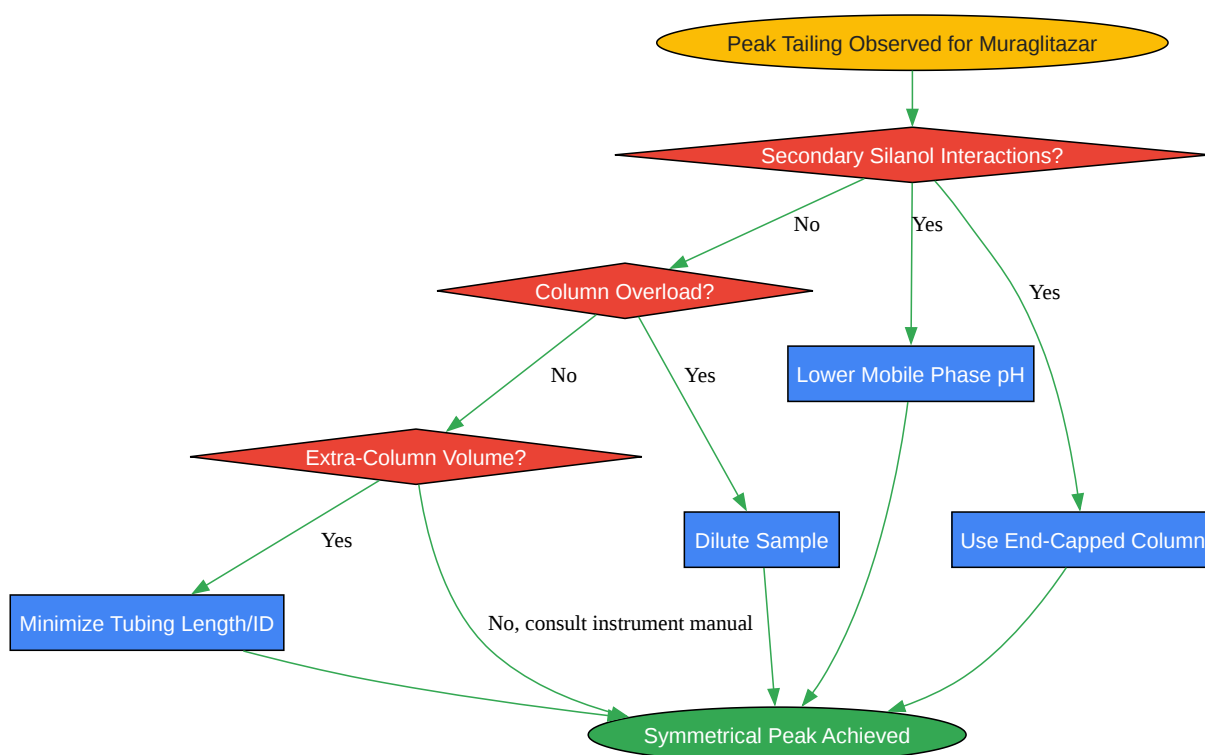 Peak Tailing Observed for Muraglitazar
Secondary Silanol Interactions?
No
Yes
Column Overload?
Yes
No
Yes
Lower Mobile Phase pH
Extra-Column Volume?
Yes
Dilute Sample
Use End-Capped Column
Minimize Tubing Length/ID
No, consult instrument manual
Symmetrical Peak Achieved